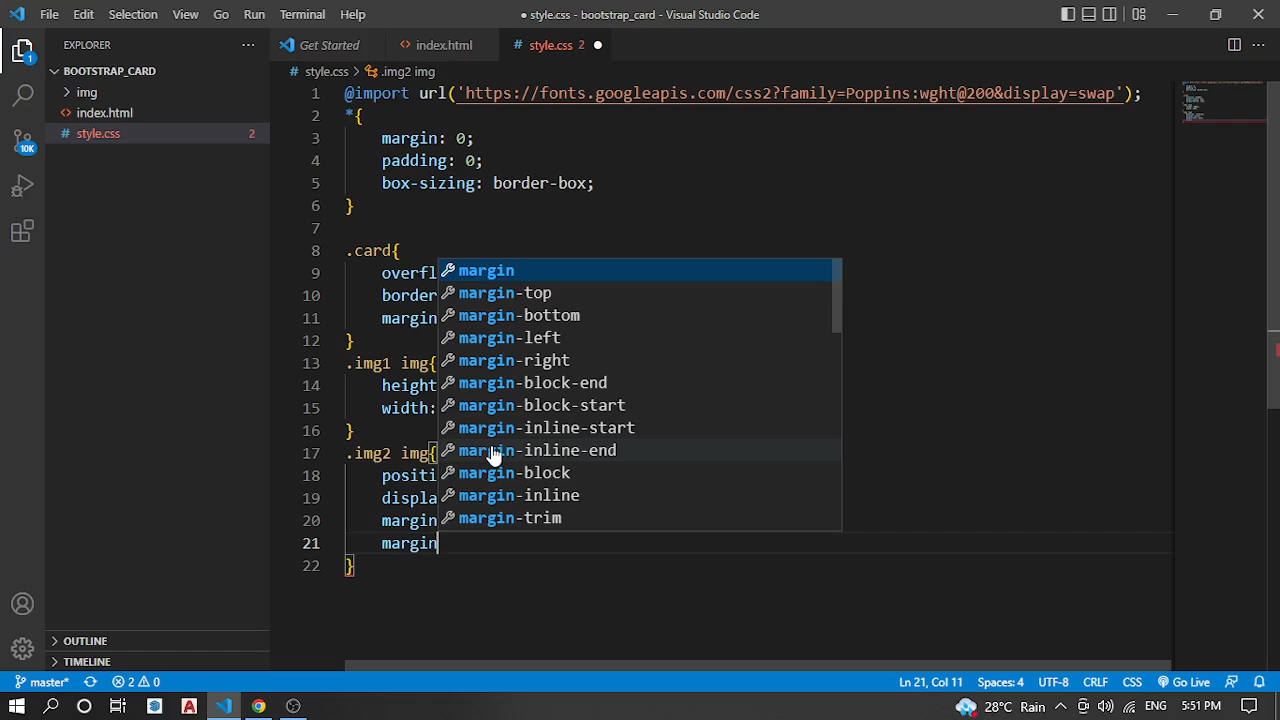 File Edit Selection View Go Run Terminal Help ● style.css - bootstrap_card - Visual Studio Code
EXPLORER ··· Get Started <> index.html # style.css 2 ●
BOOTSTRAP_CARD
# style.css > .img2 img
> img
<> index.html
# style.css 2
1 @import url('https://fonts.googleapis.com/css2?family=Poppins:wght@200&display=swap');
2 *{
3 margin: 0;
4 padding: 0;
5 box-sizing: border-box;
6 }
7
8 .card{
9 overfl
10 border
11 margin
12 }
13 .img1 img{
14 height
15 width:
16 }
17 .img2 img{
18 positi
19 displa
20 margin
21 margin
22 }
margin
margin-top
margin-bottom
margin-left
margin-right
margin-block-end
margin-block-start
margin-inline-start
margin-inline-end
margin-block
margin-inline
margin-trim
1
10K
> OUTLINE
> TIMELINE
master* 2 0 Ln 21, Col 11 Spaces: 4 UTF-8 CRLF CSS Go Live
28°C Rain ENG 5:51 PM